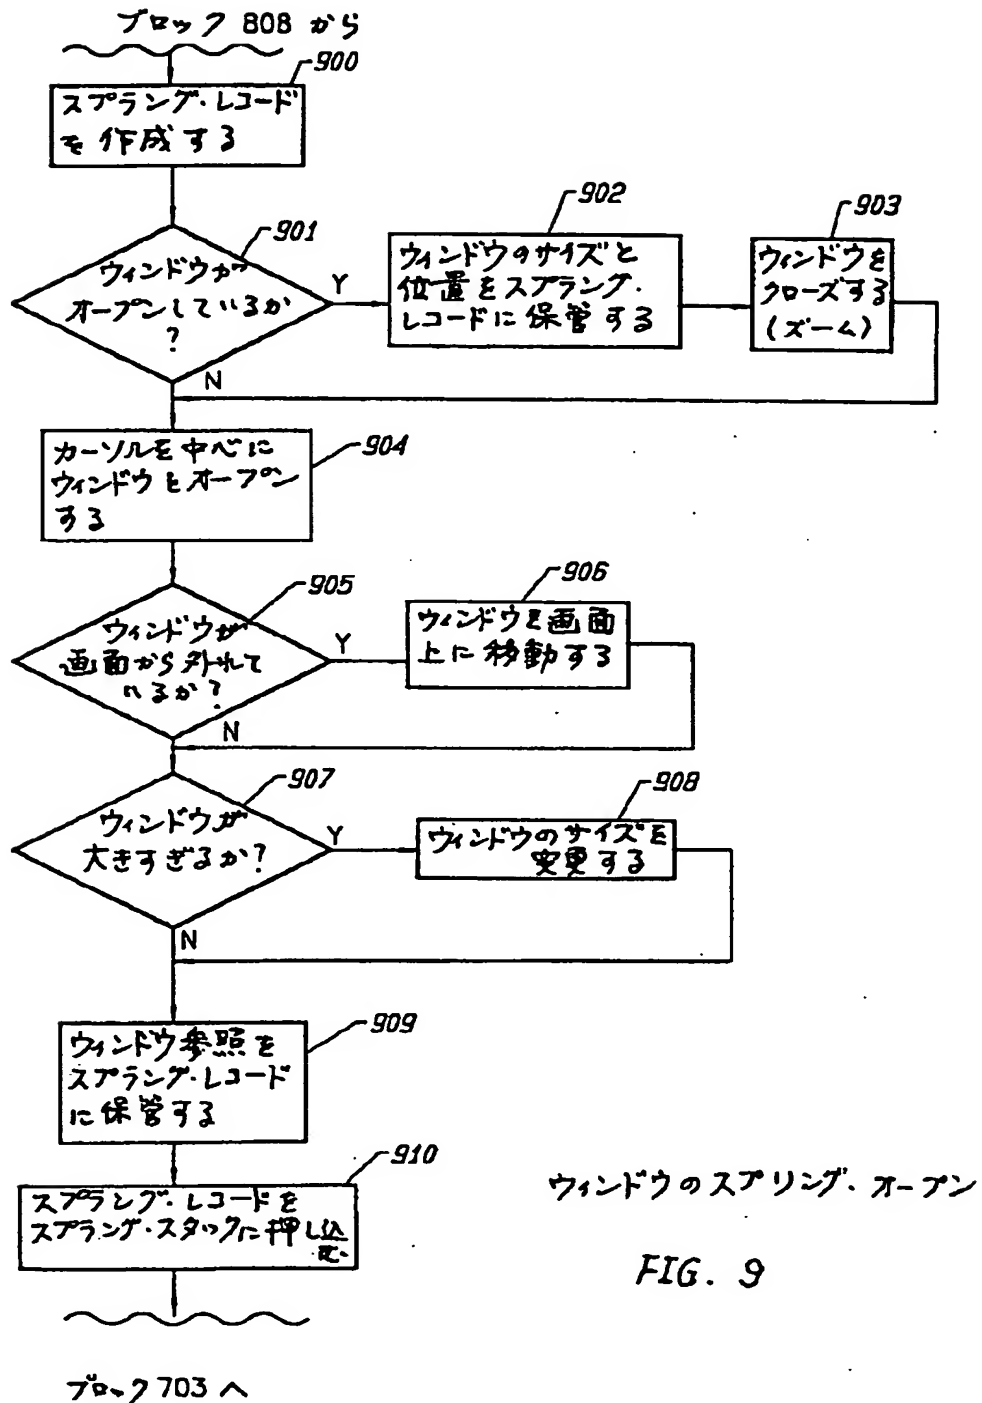 ブロック 808 から
900
スプラング・レコード
を作成する
901
ウィンドウが
オープンしているか
?
Y
N
902
ウィンドウのサイズと
位置をスプラング・
レコードに保管する
903
ウィンドウを
クローズする
(ズーム)
904
カーソルを中心に
ウィンドウをオープン
する
905
ウィンドウが
画面から外れて
いるか?
Y
N
906
ウィンドウを画面
上に移動する
907
ウィンドウが
大きすぎるか?
Y
N
908
ウィンドウのサイズを
変更する
909
ウィンドウ参照を
スプラング・レコード
に保管する
910
スプラング・レコードを
スプラング・スタックに押し込
む
ウィンドウのスプリング・オープン
FIG. 9
ブロック 703 へ